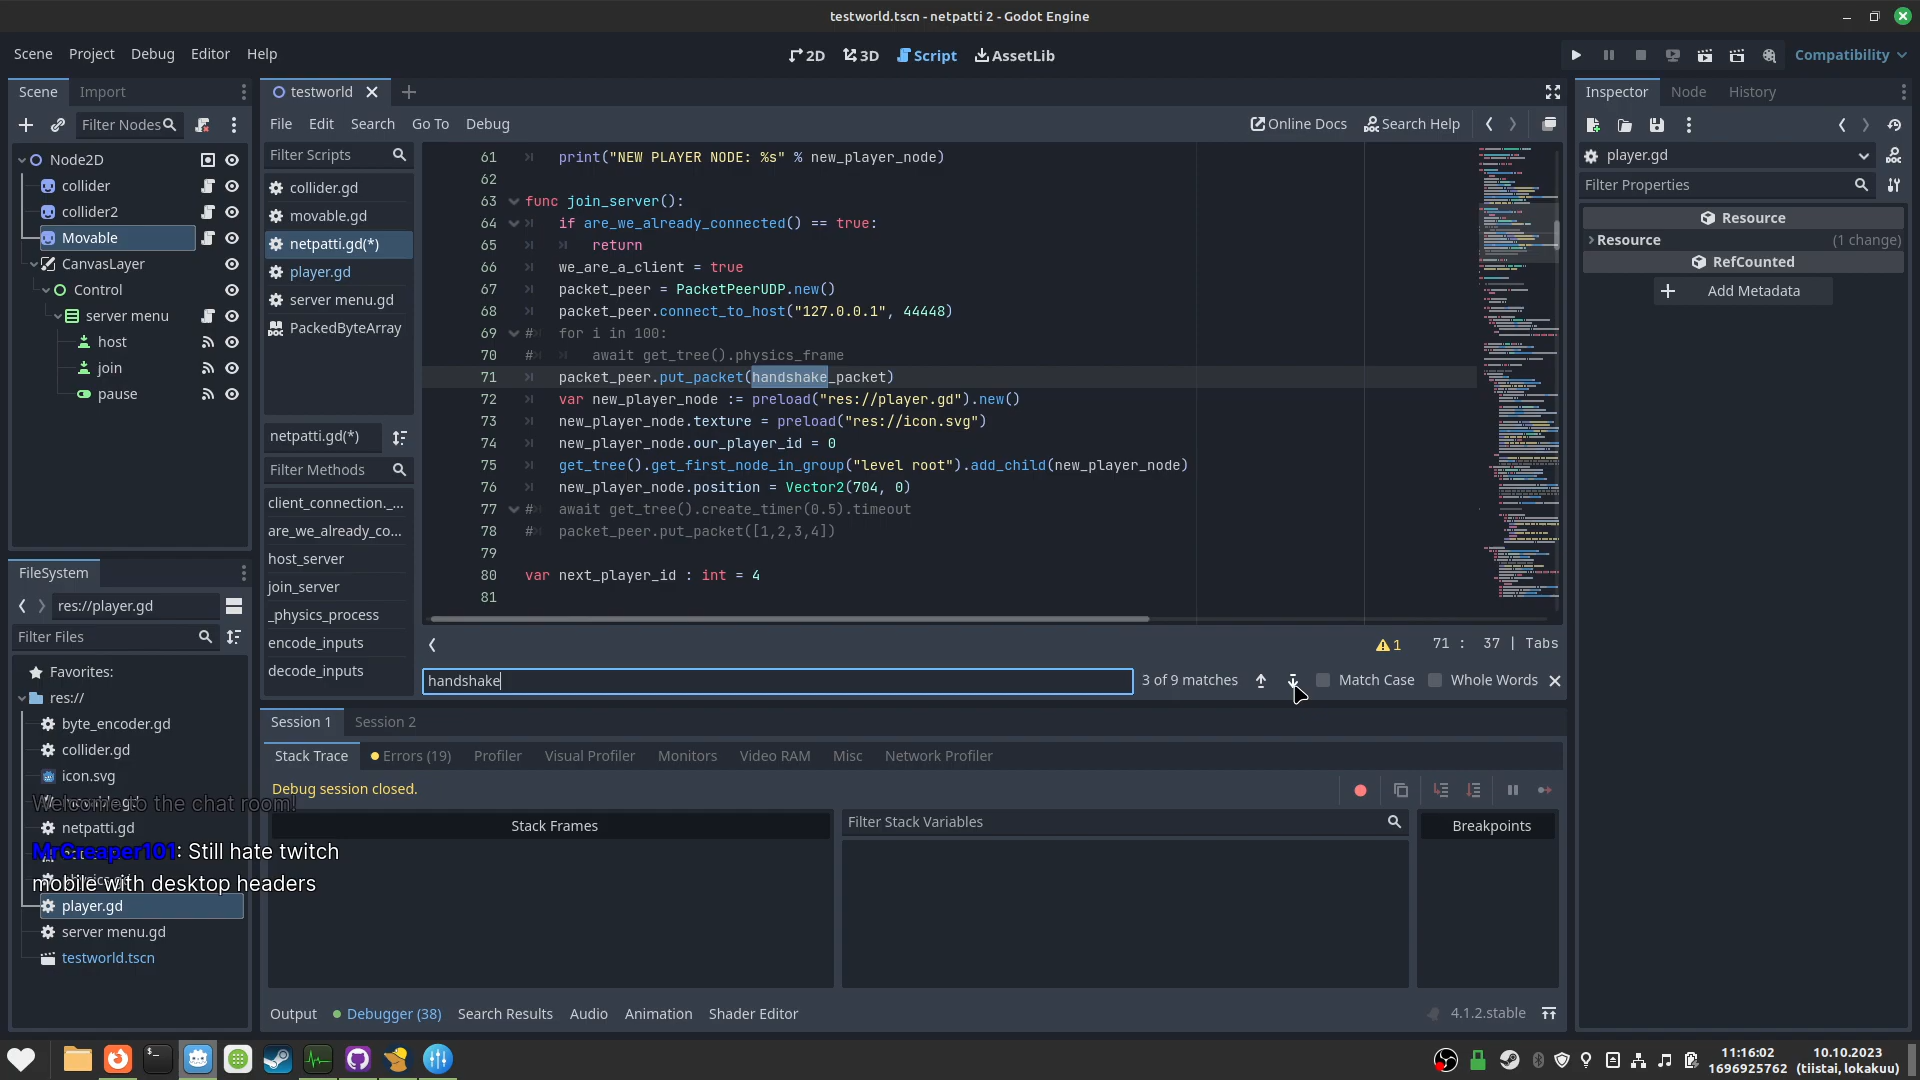 testworld.tscn - netpatti 2 - Godot Engine
Scene Project Debug Editor Help
2D 3D Script AssetLib
Compatibility
Scene Import
Filter Nodes
Node2D
collider
collider2
Movable
CanvasLayer
Control
server menu
host
join
pause
FileSystem
res://player.gd
Filter Files
Favorites:
res://
byte_encoder.gd
collider.gd
icon.svg
netpatti.gd
player.gd
server menu.gd
testworld.tscn
Welcome to the chat room!
MrCreaper101: Still hate twitch
mobile with desktop headers
testworld
File Edit Search Go To Debug
Online Docs Search Help
Filter Scripts
collider.gd
movable.gd
netpatti.gd(*)
player.gd
server menu.gd
PackedByteArray
netpatti.gd(*)
Filter Methods
client_connection._...
are_we_already_co...
host_server
join_server
_physics_process
encode_inputs
decode_inputs
61 print("NEW PLAYER NODE: %s" % new_player_node)
62
63 func join_server():
64 if are_we_already_connected() == true:
65 return
66 we_are_a_client = true
67 packet_peer = PacketPeerUDP.new()
68 packet_peer.connect_to_host("127.0.0.1", 44448)
69 # for i in 100:
70 # await get_tree().physics_frame
71 packet_peer.put_packet(handshake_packet)
72 var new_player_node := preload("res://player.gd").new()
73 new_player_node.texture = preload("res://icon.svg")
74 new_player_node.our_player_id = 0
75 get_tree().get_first_node_in_group("level root").add_child(new_player_node)
76 new_player_node.position = Vector2(704, 0)
77 # await get_tree().create_timer(0.5).timeout
78 # packet_peer.put_packet([1,2,3,4])
79
80 var next_player_id : int = 4
81
1 71 : 37 | Tabs
handshake 3 of 9 matches Match Case Whole Words
Session 1 Session 2
Stack Trace Errors (19) Profiler Visual Profiler Monitors Video RAM Misc Network Profiler
Debug session closed.
Stack Frames
Filter Stack Variables
Breakpoints
Output Debugger (38) Search Results Audio Animation Shader Editor
4.1.2.stable
Inspector Node History
player.gd
Filter Properties
Resource
Resource (1 change)
RefCounted
Add Metadata
11:16:02 10.10.2023
1696925762 (tiistai, lokakuu)